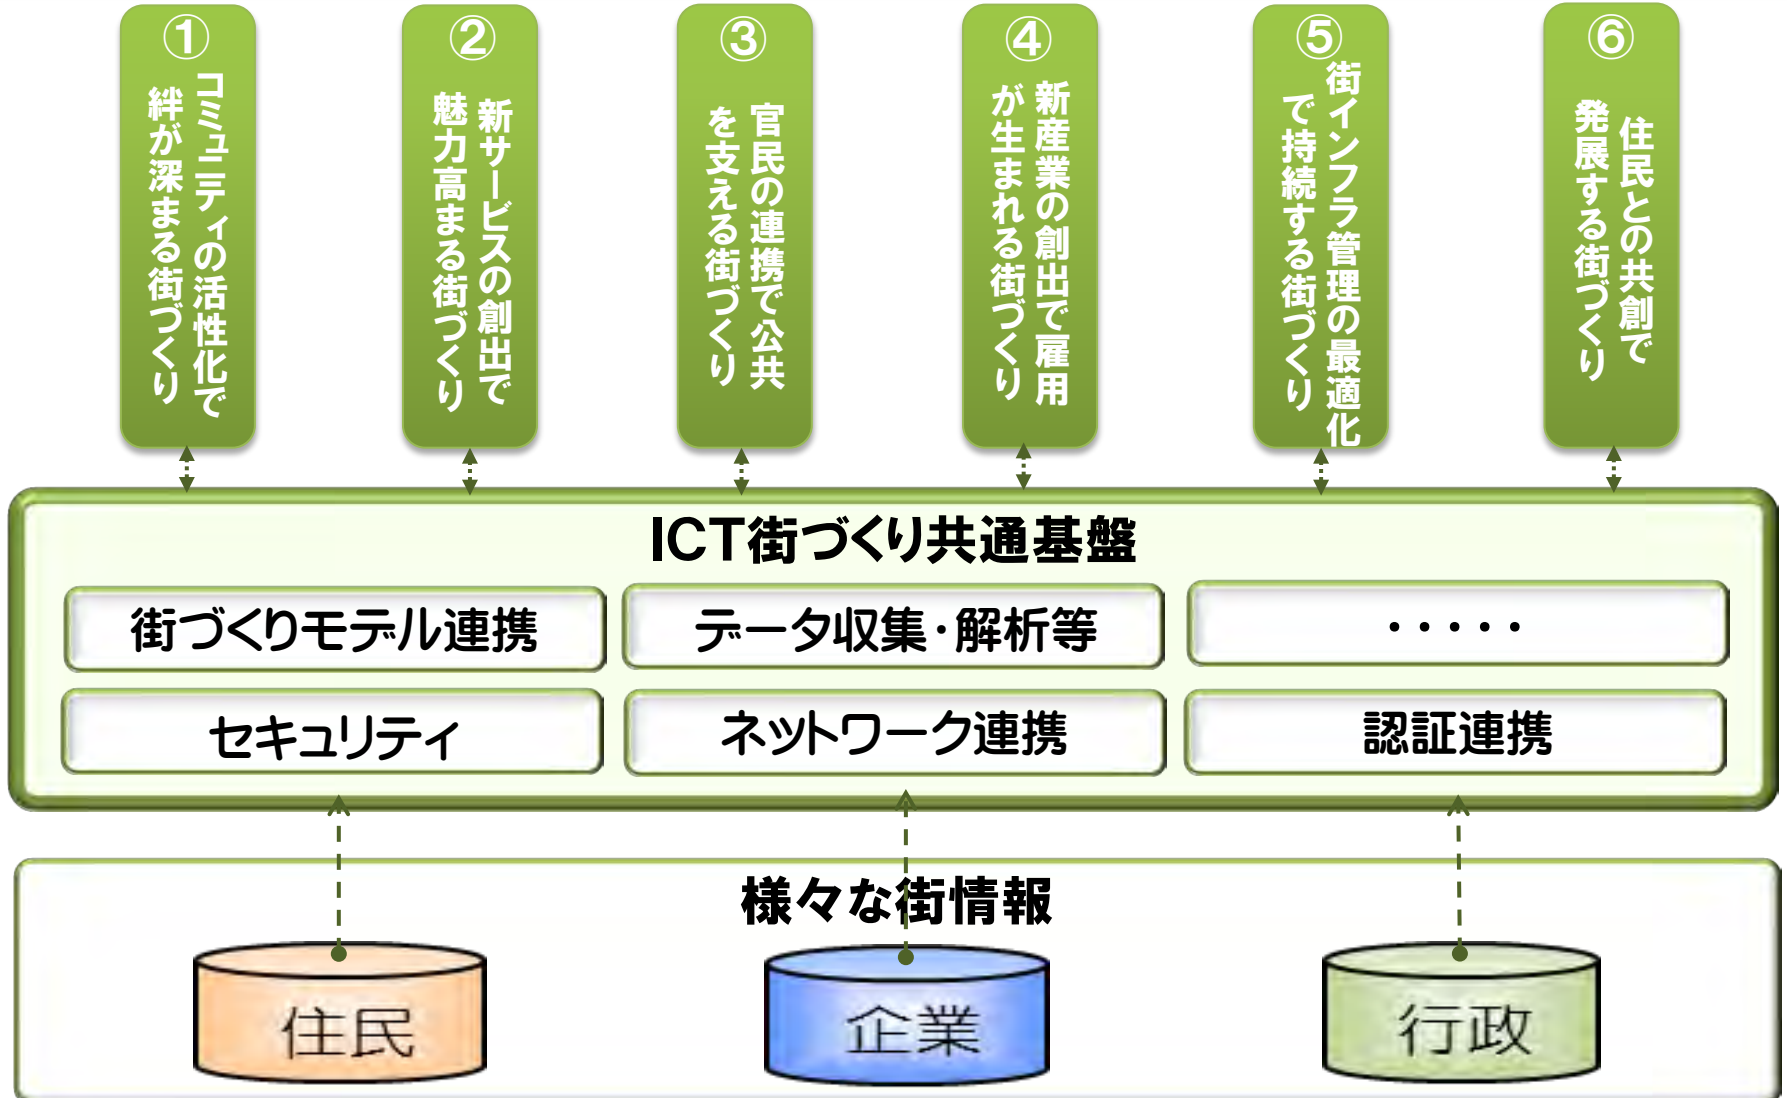 ①
コミュニティの活性化で
絆が深まる街づくり
②
新サービスの創出で
魅力高まる街づくり
③
官民の連携で公共
を支える街づくり
④
新産業の創出で雇用
が生まれる街づくり
⑤
街インフラ管理の最適化
で持続する街づくり
⑥
住民との共創で
発展する街づくり
ICT街づくり共通基盤
街づくりモデル連携
データ収集・解析等
・・・・・
セキュリティ
ネットワーク連携
認証連携
様々な街情報
住民
企業
行政